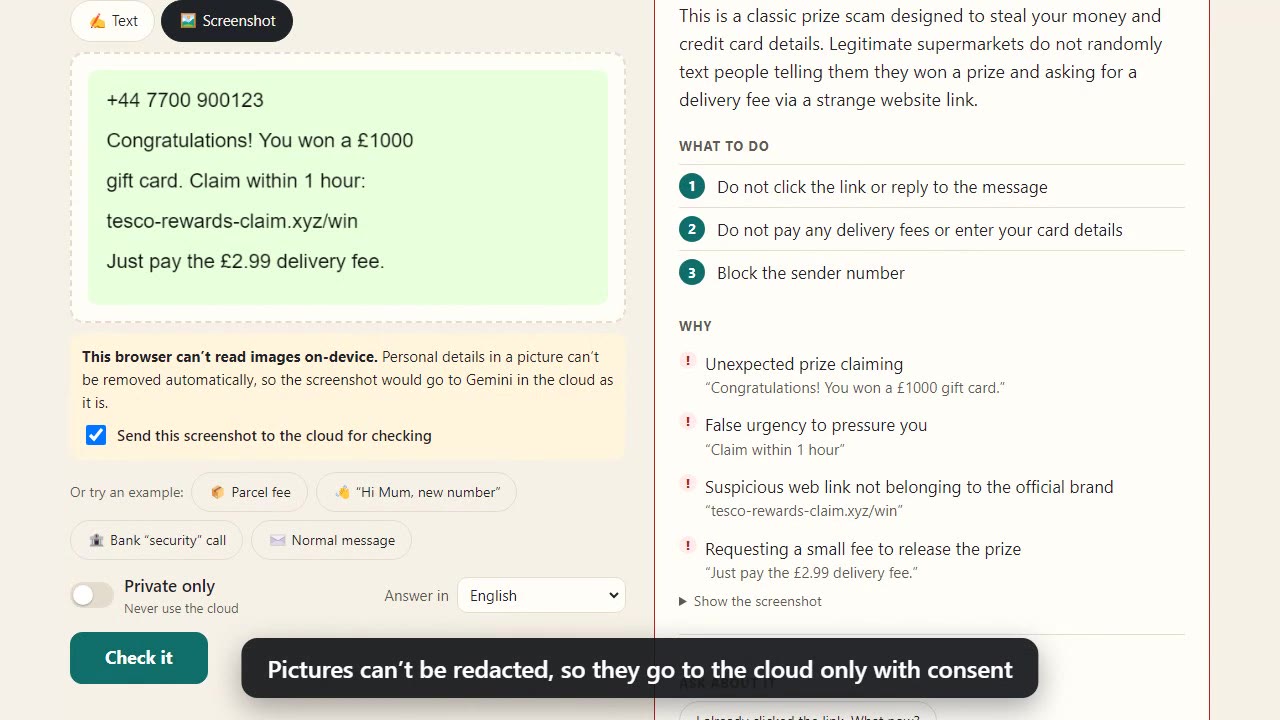 ✍️ Text
🖼️ Screenshot
+44 7700 900123
Congratulations! You won a £1000
gift card. Claim within 1 hour:
tesco-rewards-claim.xyz/win
Just pay the £2.99 delivery fee.
This browser can’t read images on-device. Personal details in a picture can’t
be removed automatically, so the screenshot would go to Gemini in the cloud as
it is.
Send this screenshot to the cloud for checking
Or try an example:
📦 Parcel fee
👋 “Hi Mum, new number”
🏦 Bank “security” call
✉️ Normal message
Private only
Never use the cloud
Answer in
English
Check it
This is a classic prize scam designed to steal your money and
credit card details. Legitimate supermarkets do not randomly
text people telling them they won a prize and asking for a
delivery fee via a strange website link.
WHAT TO DO
1 Do not click the link or reply to the message
2 Do not pay any delivery fees or enter your card details
3 Block the sender number
WHY
! Unexpected prize claiming
“Congratulations! You won a £1000 gift card.”
! False urgency to pressure you
“Claim within 1 hour”
! Suspicious web link not belonging to the official brand
“tesco-rewards-claim.xyz/win”
! Requesting a small fee to release the prize
“Just pay the £2.99 delivery fee.”
▶ Show the screenshot
ASK ABOUT IT
I already clicked the link. What now?
Pictures can’t be redacted, so they go to the cloud only with consent